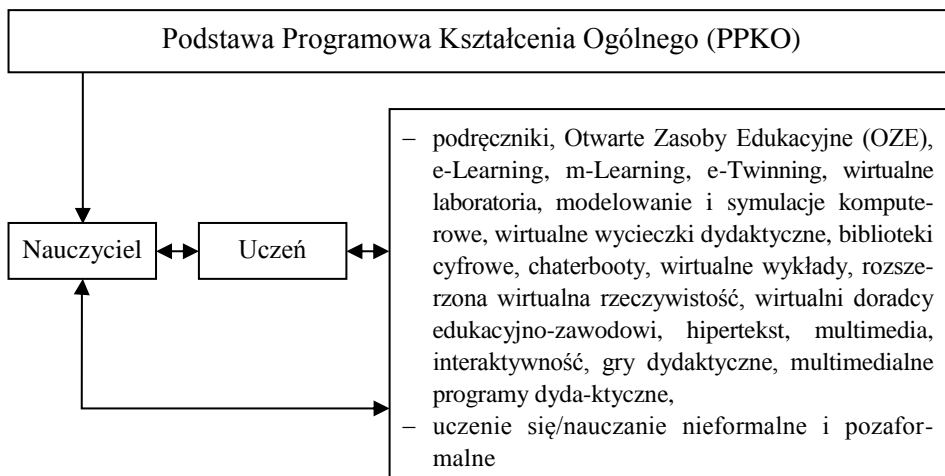 Podstawa Programowa Kształcenia Ogólnego (PPKO)
Nauczyciel
Uczeń
– podręczniki, Otwarte Zasoby Edukacyjne (OZE),
e-Learning, m-Learning, e-Twinning, wirtualne
laboratoria, modelowanie i symulacje kompute-
rowe, wirtualne wycieczki dydaktyczne, biblioteki
cyfrowe, chaterbooty, wirtualne wykłady, rozsze-
rzona wirtualna rzeczywistość, wirtualni doradcy
edukacyjno-zawodowi, hipertekst, multimedia,
interaktywność, gry dydaktyczne, multimedialne
programy dyda-ktyczne,
– uczenie się/nauczanie nieformalne i pozafor-
malne